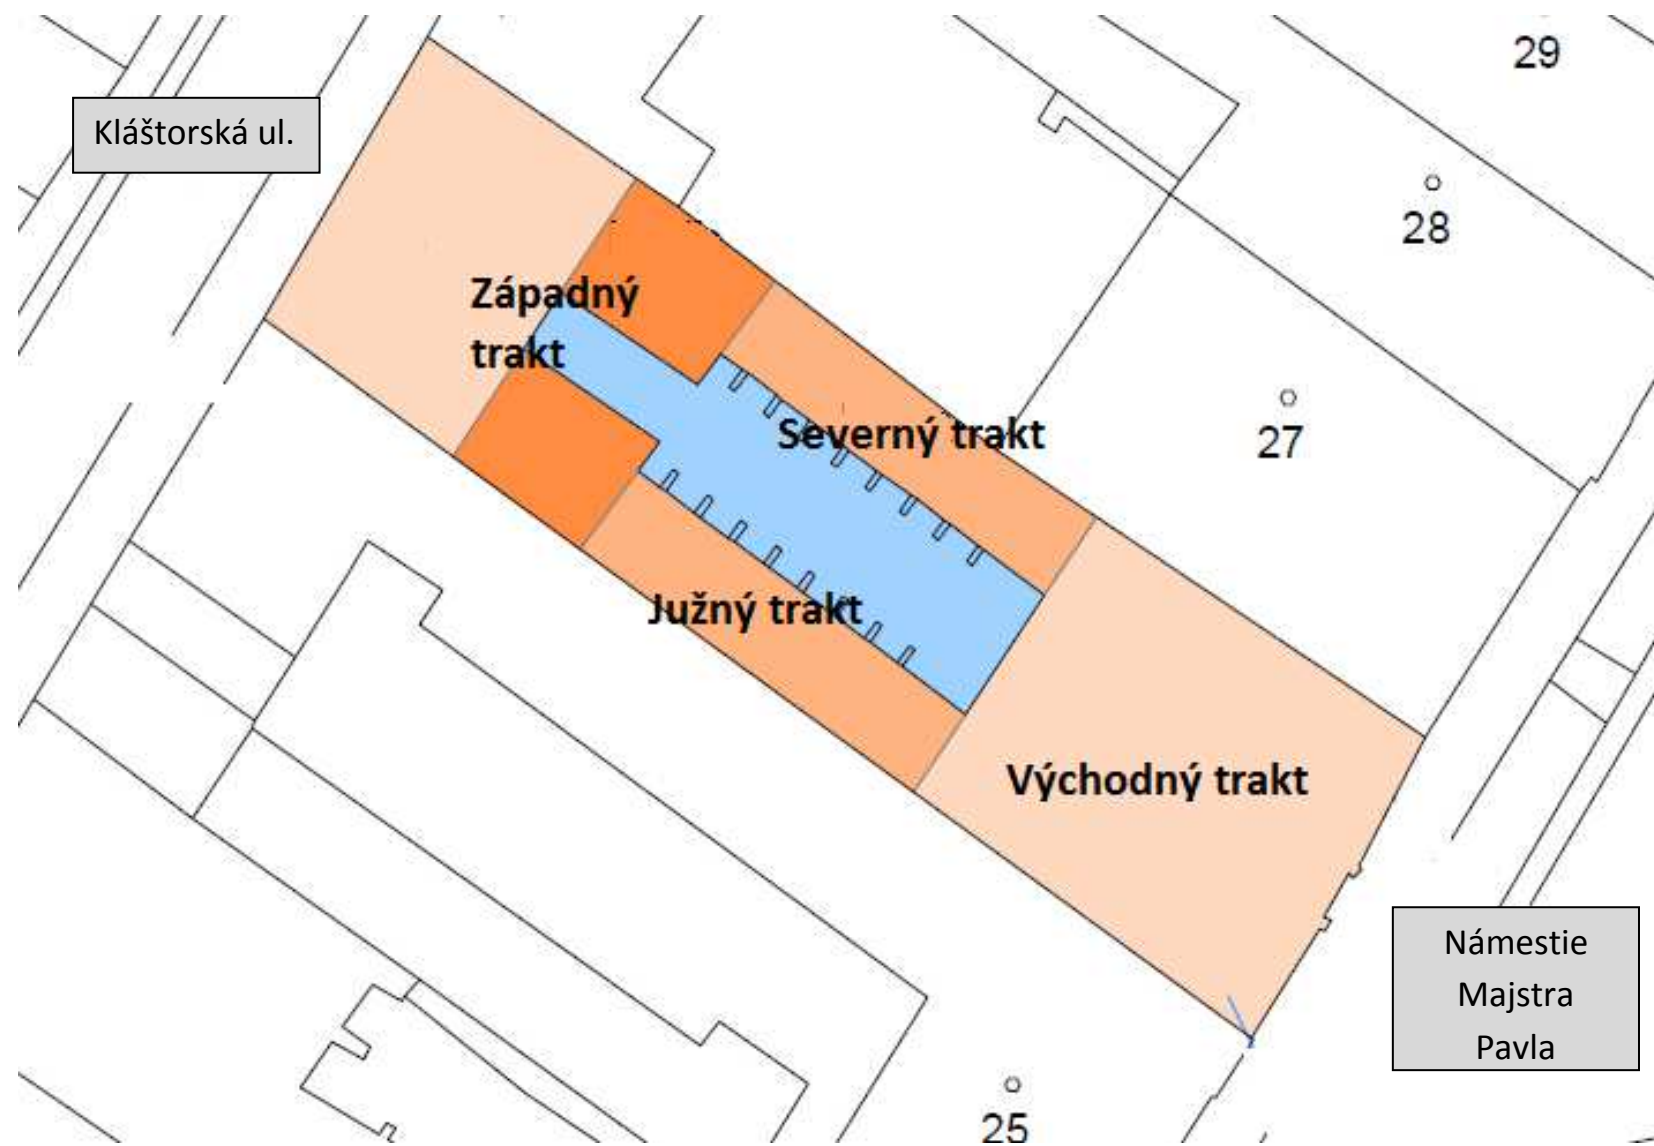 29
Kláštorská ul.
28
Západný
trakt
Severný trakt
27
Južný trakt
Východný trakt
Námestie
Majstra
Pavla
25